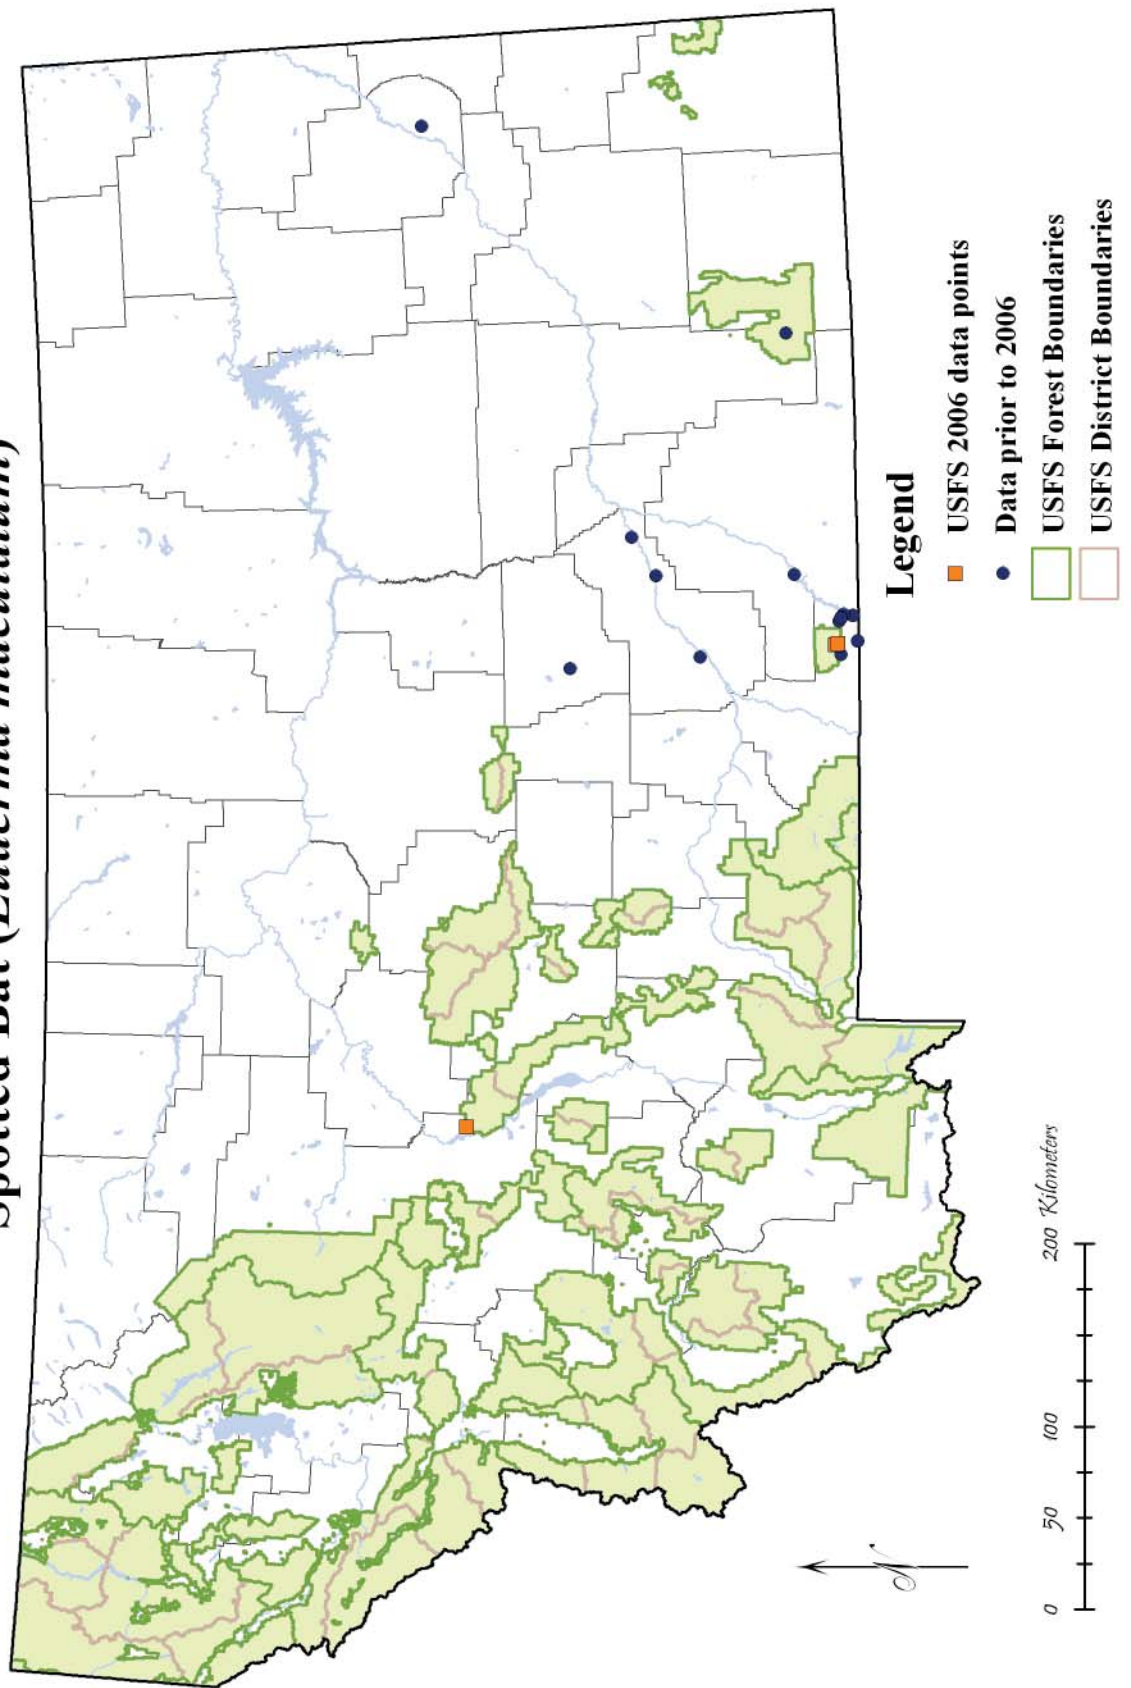 Spotted Bat (Euderma maculatum)
Legend
USFS 2006 data points
Data prior to 2006
USFS Forest Boundaries
USFS District Boundaries
N
0 50 100 200 Kilometers